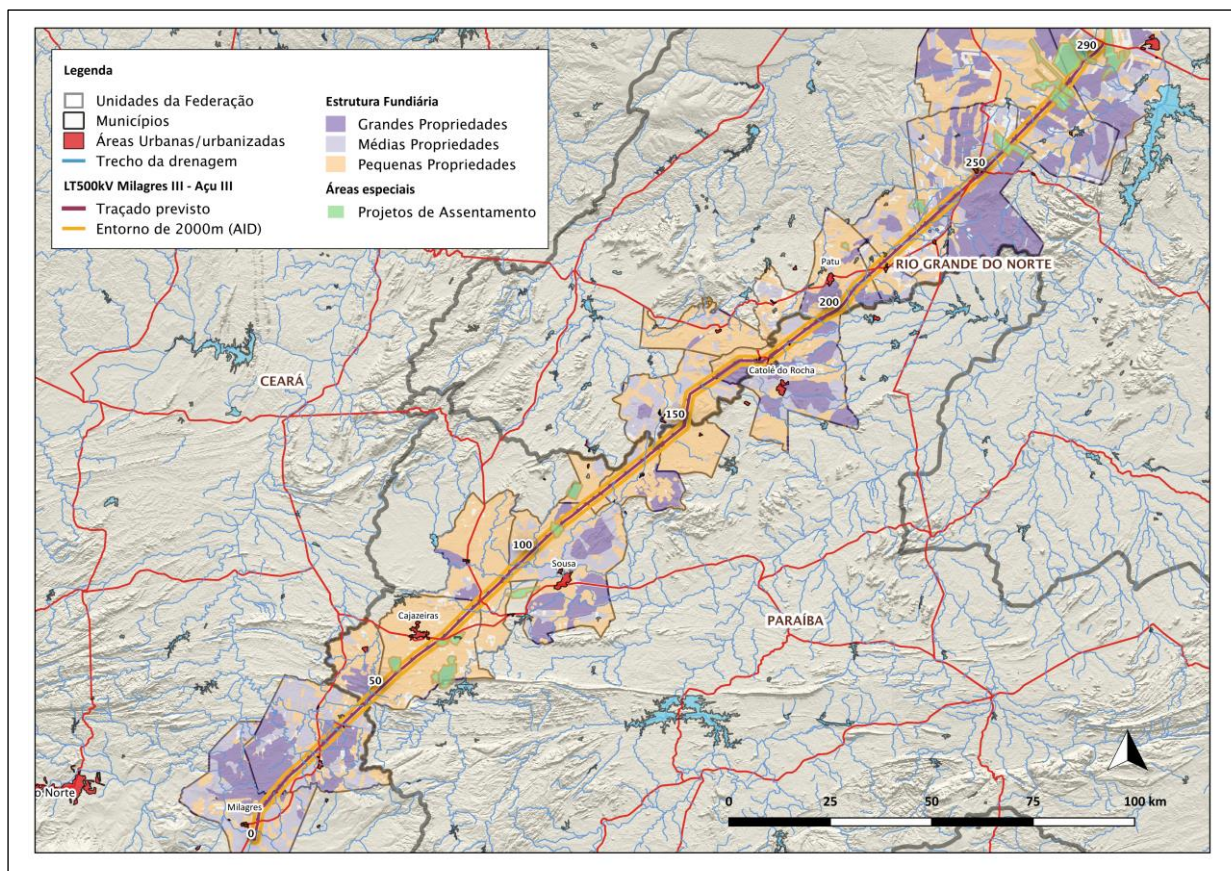 Legenda
Unidades da Federação
Municípios
Áreas Urbanas/urbanizadas
Trecho da drenagem
LT500kV Milagres III - Açu III
Traçado previsto
Entorno de 2000m (AID)
Estrutura Fundiária
Grandes Propriedades
Médias Propriedades
Pequenas Propriedades
Áreas especiais
Projetos de Assentamento
290
250
Patu
RIO GRANDE DO NORTE
200
Catolé do Rocha
CEARÁ
150
100
Sousa
Cajazeiras
PARAÍBA
50
o Norte
Milagres
0
0 25 50 75 100 km